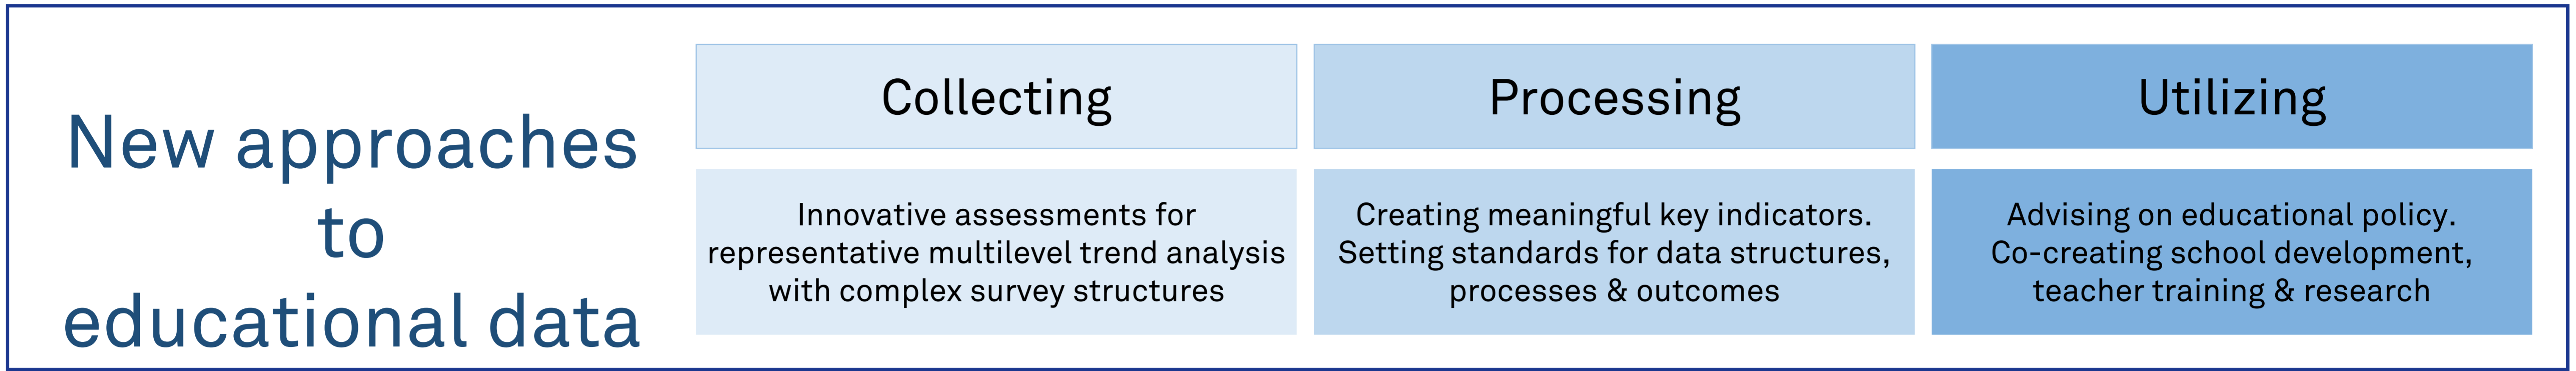 New approaches
to
educational data
Collecting
Innovative assessments for
representative multilevel trend analysis
with complex survey structures
Processing
Creating meaningful key indicators.
Setting standards for data structures,
processes & outcomes
Utilizing
Advising on educational policy.
Co-creating school development,
teacher training & research